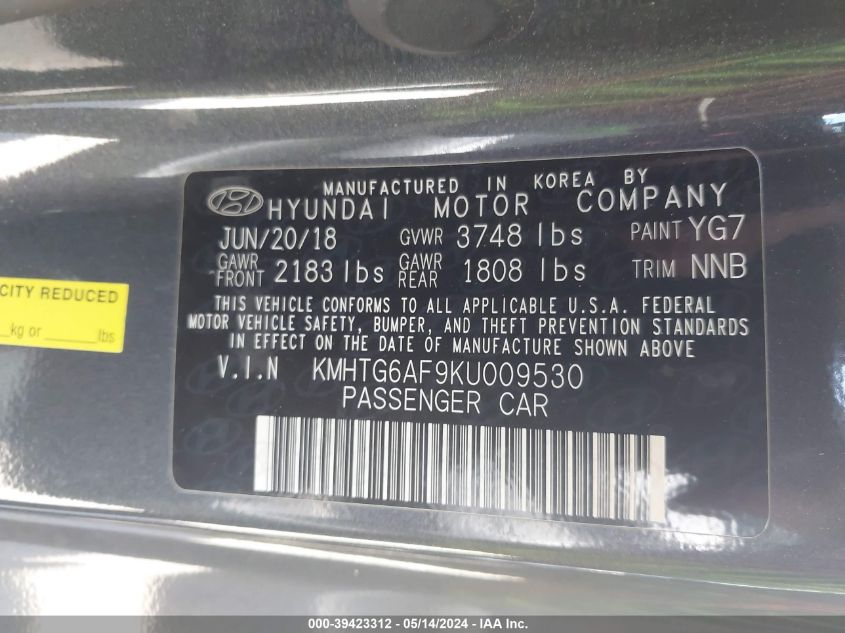 MANUFACTURED IN KOREA BY
HYUNDAI MOTOR COMPANY
JUN/20/18 GVWR 3748 lbs PAINT YG7
GAWR FRONT 2183 lbs GAWR REAR 1808 lbs TRIM NNB
THIS VEHICLE CONFORMS TO ALL APPLICABLE U.S.A. FEDERAL
MOTOR VEHICLE SAFETY, BUMPER, AND THEFT PREVENTION STANDARDS
IN EFFECT ON THE DATE OF MANUFACTURE SHOWN ABOVE
V.I.N KMHTG6AF9KU009530
PASSENGER CAR
CITY REDUCED
kg or lbs
000-39423312 - 05/14/2024 - IAA Inc.